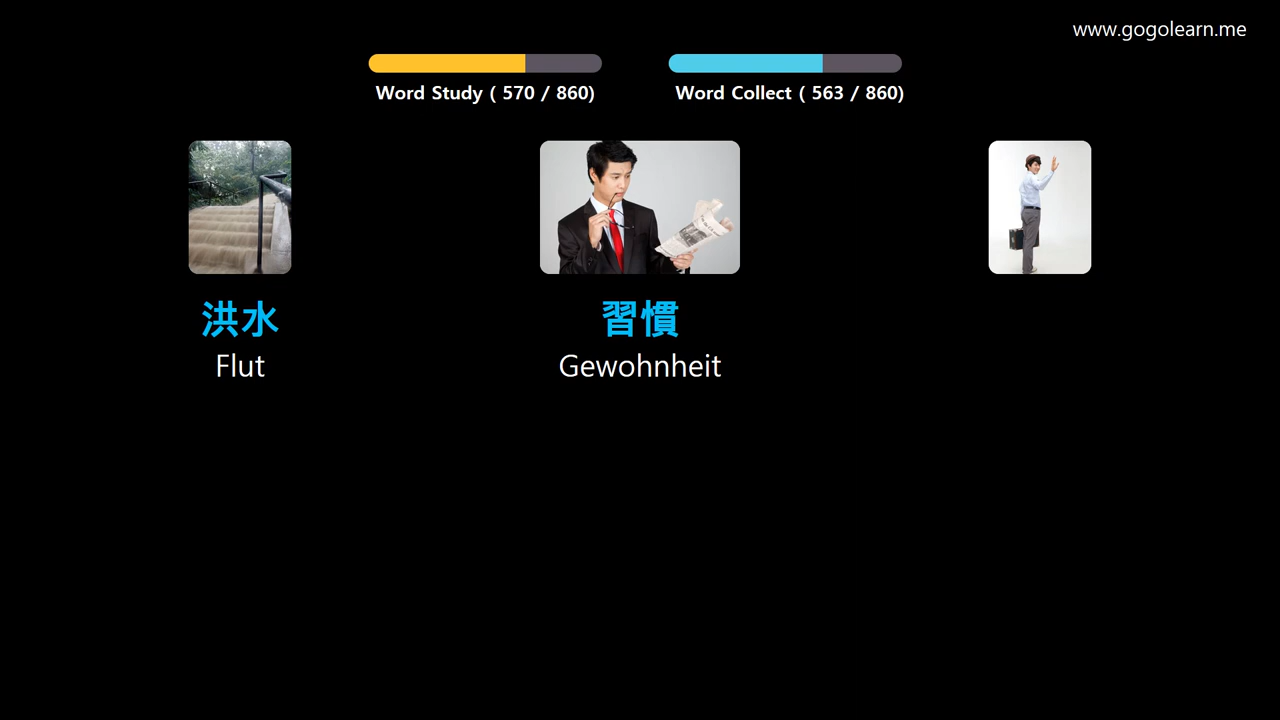 www.gogolearn.me
Word Study ( 570 / 860)
Word Collect ( 563 / 860)
洪水
Flut
習慣
Gewohnheit